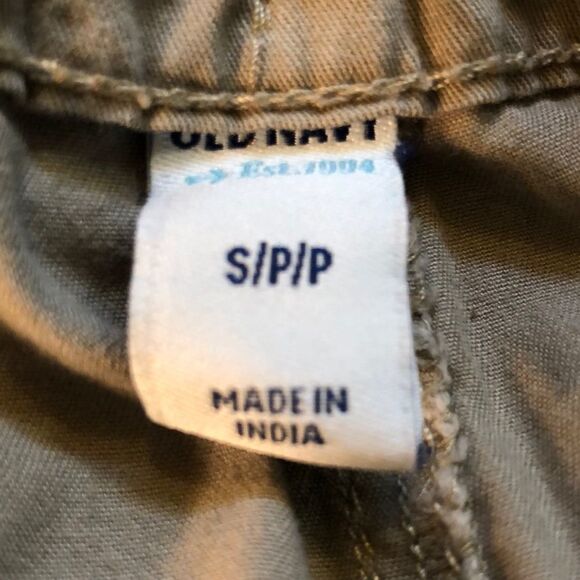 OLD NAVY
Est. 1994
S/P/P
MADE IN
INDIA